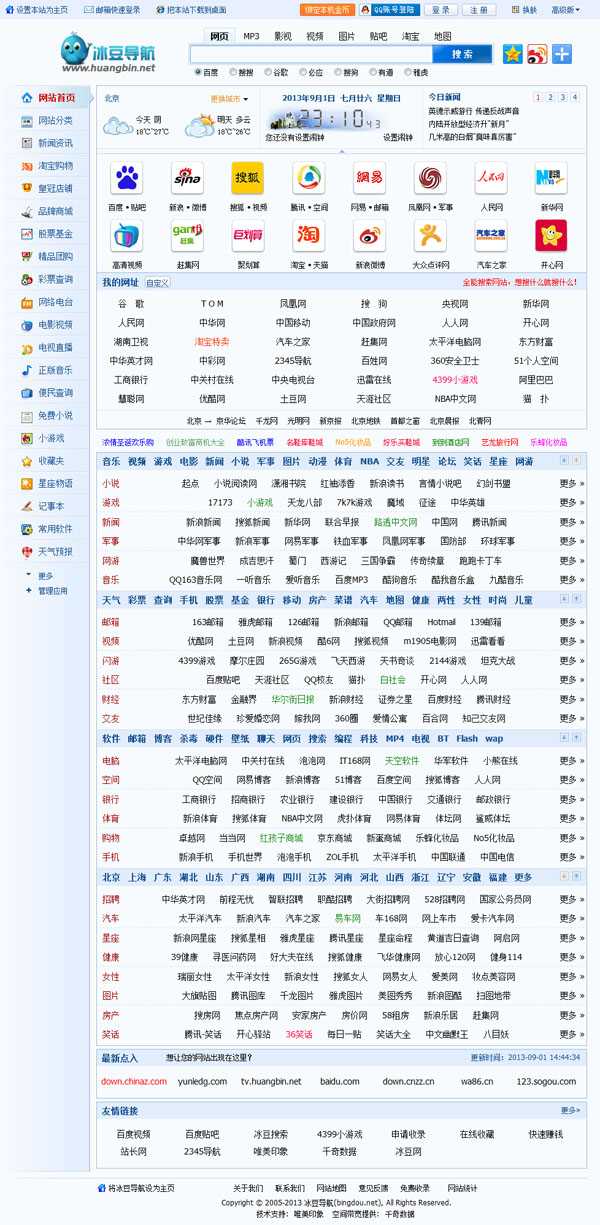 设置本站为主页 邮箱快速登录 把本站下载到桌面 绑定本机金币 QQ账号登陆 登录 注册 换肤 高级版
冰豆导航
www.huangbin.net
网页 MP3 影视 视频 图片 贴吧 淘宝 地图
搜索
百度 搜搜 谷歌 必应 搜狗 有道 雅虎
网站首页
网站分类
新闻资讯
淘宝购物
皇冠店铺
品牌商城
股票基金
精品团购
彩票查询
网络电台
电影视频
电视直播
正版音乐
便民查询
免费小说
小游戏
收藏夹
星座物语
记事本
常用软件
天气预报
更多
管理应用
北京 更换城市
今天 阴
18℃~27℃
明天 多云
18℃~26℃
2013年9月1日 七月廿六 星期日
23:10 43
您还没有设置闹钟 设置闹钟
今日新闻 1 2 3 4
叙示威游行 传递反战声音
内陆开放型经济升“新月”
几米高的白烟“臭味真厉害”
百度•贴吧 新浪•微博 搜狐•视频 腾讯•空间 网易•邮箱 凤凰网•军事 人民网 新华网
高清视频 赶集网 聚划算 淘宝•天猫 新浪微博 大众点评网 汽车之家 开心网
我的网址 自定义 全能搜索网站，想搜什么就搜什么！
谷 歌 T O M 凤凰网 搜 狗 央视网 新华网
人民网 中华网 中国移动 中国政府网 人人网 开心网
湖南卫视 淘宝特卖 汽车之家 赶集网 太平洋电脑网 东方财富
中华英才网 中彩网 2345导航 百姓网 360安全卫士 51个人空间
工商银行 中关村在线 中央电视台 迅雷在线 4399小游戏 阿里巴巴
慧聪网 优酷网 土豆网 天涯社区 NBA中文网 猫 扑
北京 → 京华论坛 千龙网 光明网 新京报 北京地铁 首都之窗 北京晨报 北青网
浓情圣诞欢乐购 创业致富商机大全 酷讯飞机票 名鞋库鞋城 No5化妆品 好乐买鞋城 到到酒店网 艺龙旅行网 乐蜂化妆品
音乐 视频 游戏 电影 新闻 小说 军事 图片 动漫 体育 NBA 交友 明星 论坛 笑话 星座 网游
小说 起点 小说阅读网 潇湘书院 红袖添香 新浪读书 言情小说吧 幻剑书盟 更多 »
游戏 17173 小游戏 天龙八部 7k7k游戏 魔域 征途 中华英雄 更多 »
新闻 新浪新闻 搜狐新闻 新华网 联合早报 路透中文网 中国网 腾讯新闻 更多 »
军事 中华网军事 新浪军事 网易军事 铁血军事 凤凰网军事 国防部 环球军事 更多 »
网游 魔兽世界 成吉思汗 蜀门 西游记 三国争霸 传奇续章 跑跑卡丁车 更多 »
音乐 QQ163音乐网 一听音乐 爱听音乐 百度MP3 酷狗音乐 酷我音乐盒 九酷音乐 更多 »
天气 彩票 查询 手机 股票 基金 银行 移动 房产 菜谱 汽车 地图 健康 两性 女性 时尚 儿童
邮箱 163邮箱 雅虎邮箱 126邮箱 新浪邮箱 QQ邮箱 Hotmail 139邮箱 更多 »
视频 优酷网 土豆网 新浪视频 酷6网 搜狐视频 m1905电影网 迅雷看看 更多 »
闪游 4399游戏 摩尔庄园 265G游戏 飞天西游 天书奇谈 2144游戏 坦克大战 更多 »
社区 百度贴吧 天涯社区 QQ校友 猫扑 白社会 开心网 人人网 更多 »
财经 东方财富 金融界 华尔街日报 新浪财经 证券之星 百度财经 腾讯财经 更多 »
交友 世纪佳缘 珍爱婚恋网 嫁我网 360圈 爱情公寓 百合网 知己交友网 更多 »
软件 邮箱 博客 杀毒 硬件 壁纸 聊天 网页 搜索 编程 科技 MP4 电视 BT Flash wap
电脑 太平洋电脑网 中关村在线 泡泡网 IT168网 天空软件 华军软件 小熊在线 更多 »
空间 QQ空间 网易博客 新浪博客 51博客 百度空间 搜狐博客 人人网 更多 »
银行 工商银行 招商银行 农业银行 建设银行 中国银行 交通银行 邮政银行 更多 »
体育 新浪体育 搜狐体育 NBA中文网 虎扑体育 网易体育 体坛网 鲨威体坛 更多 »
购物 卓越网 当当网 红孩子商城 京东商城 新蛋商城 乐蜂化妆品 No5化妆品 更多 »
手机 新浪手机 手机世界 泡泡手机 ZOL手机 太平洋手机 中国联通 中国电信 更多 »
北京 上海 广东 湖北 山东 广西 湖南 四川 江苏 河南 河北 山西 浙江 辽宁 安徽 福建 更多
招聘 中华英才网 前程无忧 智联招聘 职酷招聘 大街招聘网 528招聘网 国家公务员网 更多 »
汽车 太平洋汽车 新浪汽车 汽车之家 易车网 车168网 网上车市 爱卡汽车网 更多 »
星座 新浪网星座 搜狐星相 雅虎星座 腾讯星座 星座命程 黄道吉日查询 阿启网 更多 »
健康 39健康 寻医问药网 好大夫在线 搜狐健康 飞华健康网 放心120网 健身114 更多 »
女性 瑞丽女性 太平洋女性 新浪女性 搜狐女人 网易女人 爱美网 妆点美容网 更多 »
图片 大旗贴图 腾讯图库 千龙图片 雅虎图片 美图秀秀 新浪图酷 扫图地带 更多 »
房产 搜房网 焦点房产网 安家房产 房价网 58租房 新浪乐居 赶集网 更多 »
笑话 腾讯-笑话 开心驿站 36笑话 每日一贴 笑话大全 中文幽默王 八目妖 更多 »
最新点入 想让您的网站出现在这里？ 更新时间：2013-09-01 14:44:34
down.chinaz.com yunledg.com tv.huangbin.net baidu.com down.cnzz.cn wa86.cn 123.sogou.com
友情链接 更多>
百度视频 百度贴吧 冰豆搜索 4399小游戏 申请收录 在线收藏 快速赚钱
站长网 2345导航 唯美印象 千奇数据 冰豆网
将冰豆导航设为主页 关于我们 联系我们 网站地图 意见反馈 免费收录 网站统计
Copyright © 2005-2013 冰豆导航(bingdou.net), All Rights Reserved.
技术支持：唯美印象 空间带宽提供：千奇数据